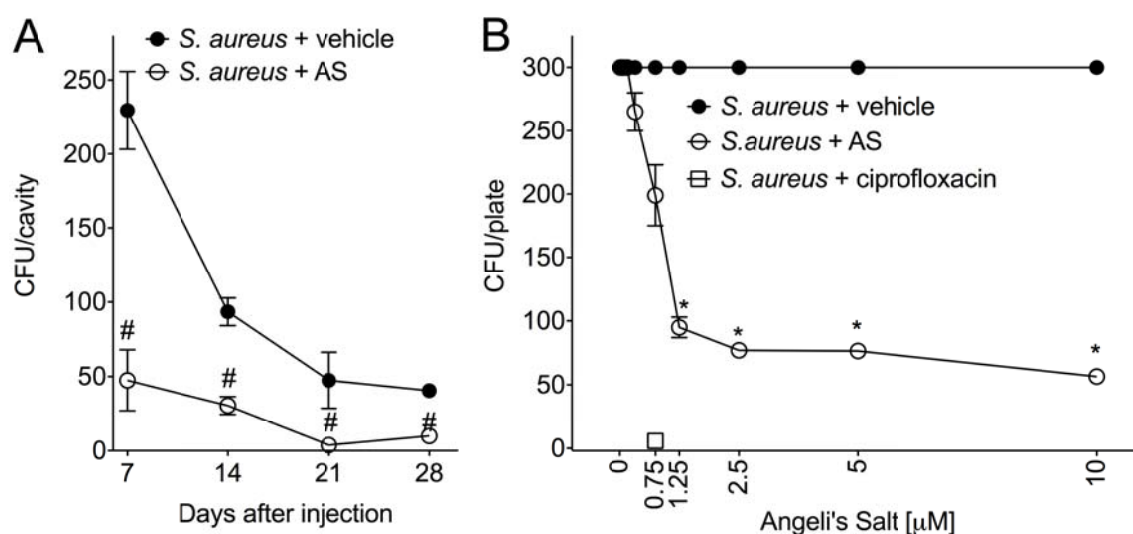 A
S. aureus + vehicle
S. aureus + AS
CFU/cavity
250
200
150
100
50
0
#
#
#
#
7
14
21
28
Days after injection
B
S. aureus + vehicle
S.aureus + AS
S. aureus + ciprofloxacin
CFU/plate
300
250
200
150
100
50
0
*
*
*
*
0
0.75
1.25
2.5
5
10
Angeli's Salt [μM]